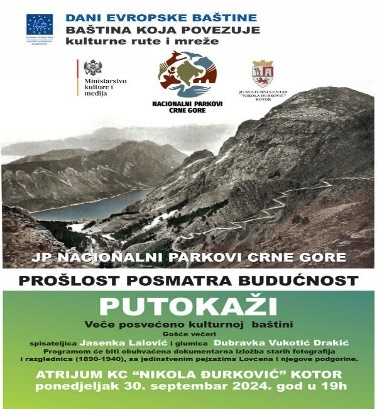 DANI EVROPSKE BAŠTINE
BAŠTINA KOJA POVEZUJE
kulturne rute i mreže
Ministarstvo
kulture i
medija
NACIONALNI PARKOVI
CRNE GORE
JU KULTURNI CENTAR
"NIKOLA ĐURKOVIĆ"
KOTOR
JP NACIONALNI PARKOVI CRNE GORE
PROŠLOST POSMATRA BUDUĆNOST
PUTOKAŽI
Veče posvećeno kulturnoj baštini
Gošće večeri
spisateljica Jasenka Lalović i glumica Dubravka Vukotić Drakić
Programom će biti obuhvaćena dokumentarna izložba starih fotografija
i razglednica (1890-1940), sa jedinstvenim pejzažima Lovćena i njegove podgorine.
ATRIJUM KC "NIKOLA ĐURKOVIĆ" KOTOR
ponedjeljak 30. septembar 2024. god u 19h